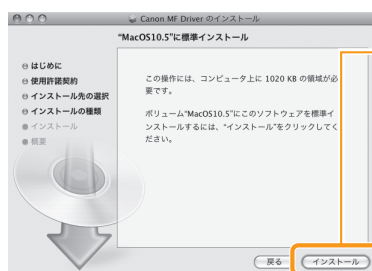 Canon MF Driver のインストール
"MacOS10.5"に標準インストール
はじめに
使用許諾契約
インストール先の選択
インストールの種類
インストール
概要
この操作には、コンピュータ上に 1020 KB の領域が必
要です。
ボリューム"MacOS10.5"にこのソフトウェアを標準イ
ンストールするには、"インストール"をクリックしてく
ださい。
戻る
インストール